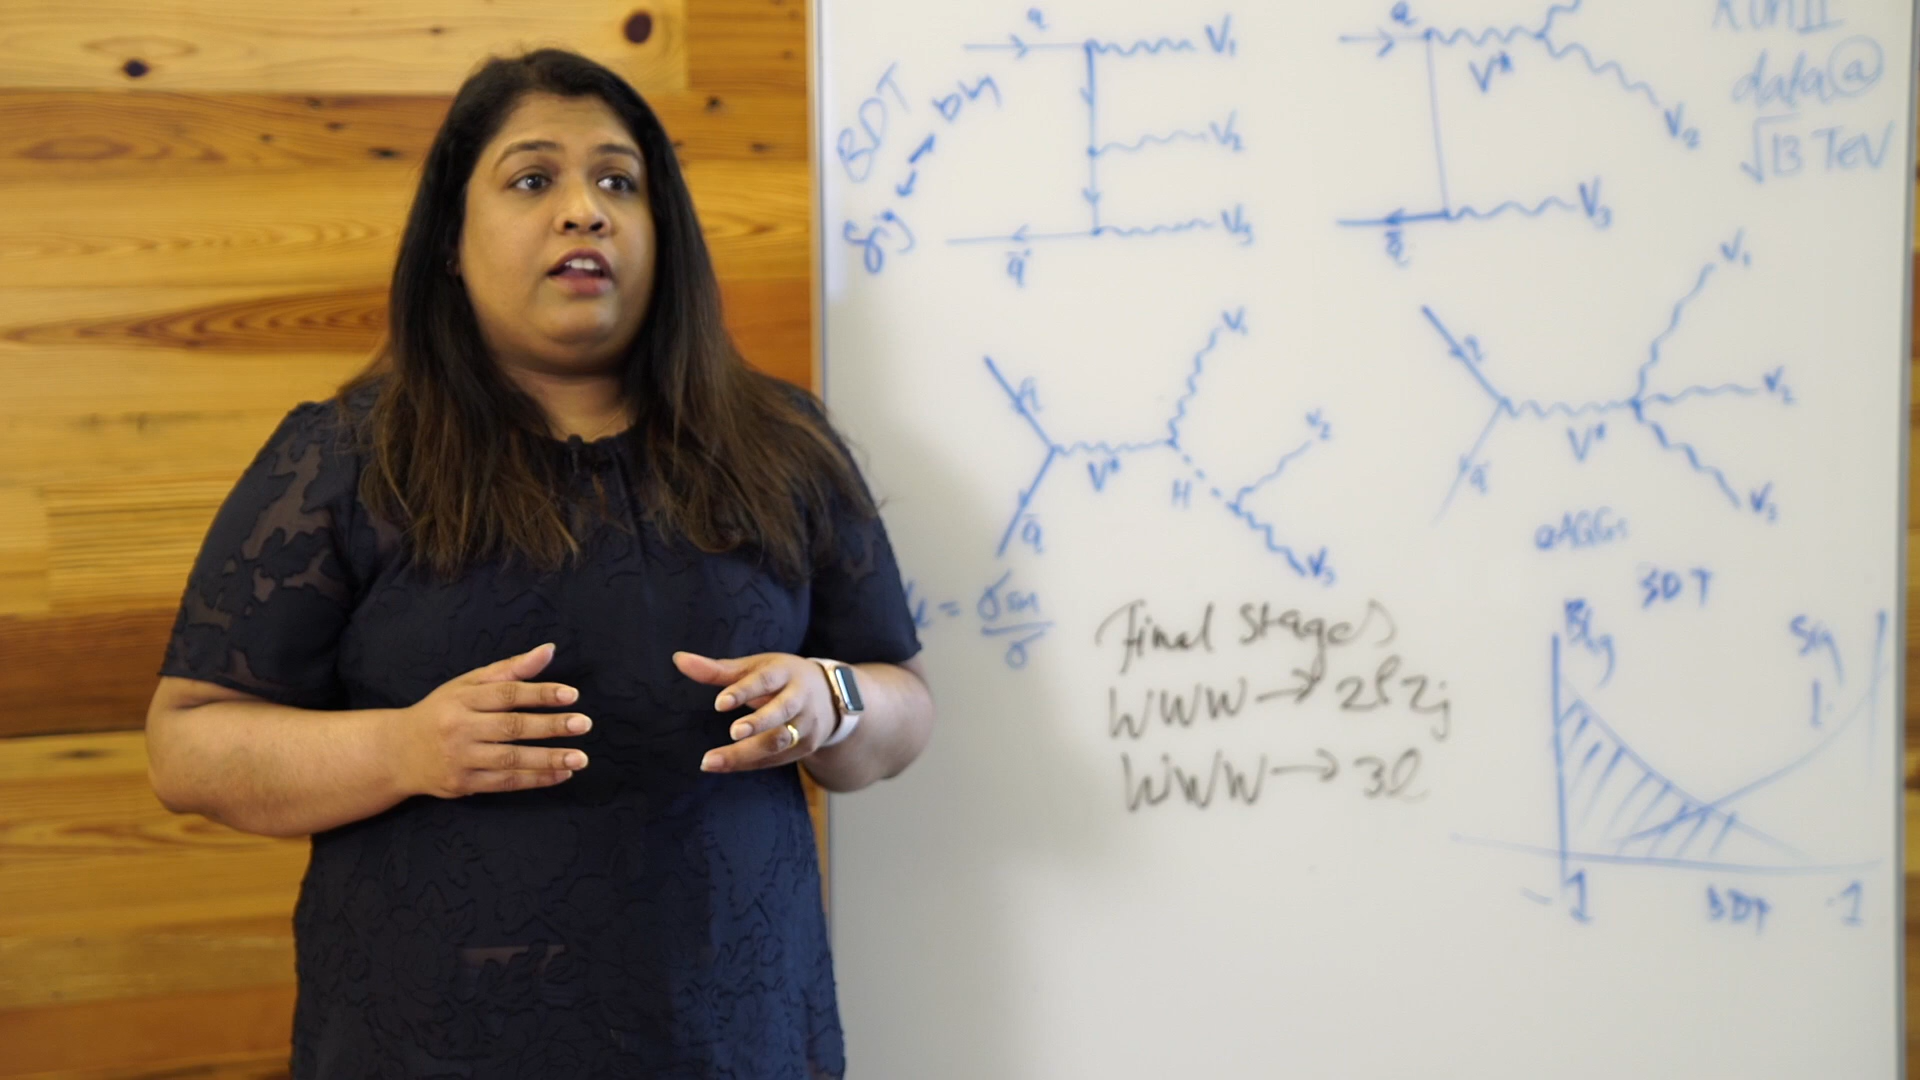 BDT
Sig
bkg
q
V₁
V₂
V₃
q̄
q
V*
V₂
V₃
q̄
Run II
data @
√13 TeV
q
q̄
V*
V₁
H
V₂
V₃
q
q̄
V*
V₁
V₂
V₃
= σsm
σ
Final Stages
WWW → 2l 2j
WWW → 3l
BDT
Bkg
Sig
-1
BDT
1